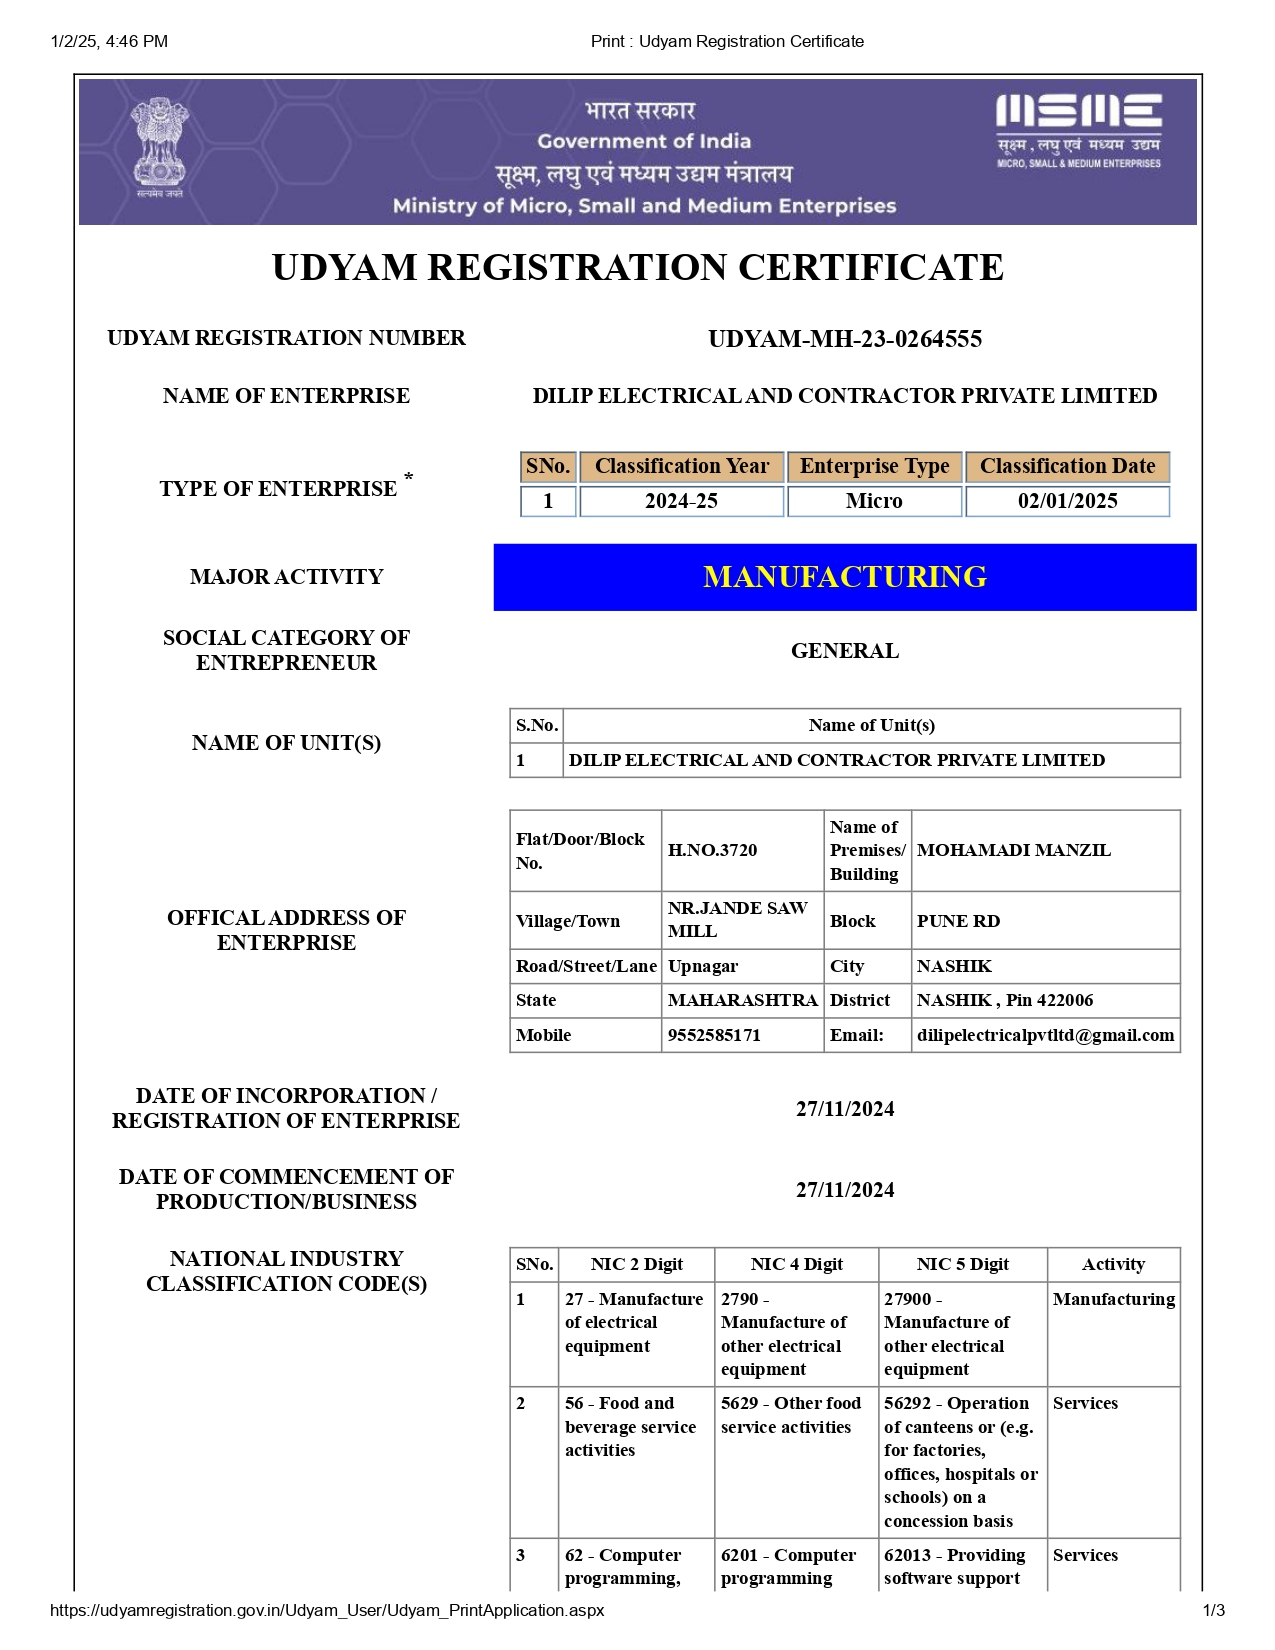 1/2/25, 4:46 PM
Print : Udyam Registration Certificate
सत्यमेव जयते
भारत सरकार
Government of India
सूक्ष्म, लघु एवं मध्यम उद्यम मंत्रालय
Ministry of Micro, Small and Medium Enterprises
MSME
सूक्ष्म , लघु एवं मध्यम उद्यम
MICRO, SMALL & MEDIUM ENTERPRISES
UDYAM REGISTRATION CERTIFICATE
UDYAM REGISTRATION NUMBER
UDYAM-MH-23-0264555
NAME OF ENTERPRISE
DILIP ELECTRICAL AND CONTRACTOR PRIVATE LIMITED
TYPE OF ENTERPRISE *
SNo. Classification Year Enterprise Type Classification Date
1 2024-25 Micro 02/01/2025
MAJOR ACTIVITY
MANUFACTURING
SOCIAL CATEGORY OF
ENTREPRENEUR
GENERAL
NAME OF UNIT(S)
S.No. Name of Unit(s)
1 DILIP ELECTRICAL AND CONTRACTOR PRIVATE LIMITED
OFFICAL ADDRESS OF
ENTERPRISE
Flat/Door/Block
No.
H.NO.3720
Name of
Premises/
Building
MOHAMADI MANZIL
Village/Town
NR.JANDE SAW
MILL
Block
PUNE RD
Road/Street/Lane Upnagar City NASHIK
State MAHARASHTRA District NASHIK , Pin 422006
Mobile 9552585171 Email: dilipelectricalpvtltd@gmail.com
DATE OF INCORPORATION /
REGISTRATION OF ENTERPRISE
27/11/2024
DATE OF COMMENCEMENT OF
PRODUCTION/BUSINESS
27/11/2024
NATIONAL INDUSTRY
CLASSIFICATION CODE(S)
SNo. NIC 2 Digit NIC 4 Digit NIC 5 Digit Activity
1
27 - Manufacture
of electrical
equipment
2790 -
Manufacture of
other electrical
equipment
27900 -
Manufacture of
other electrical
equipment
Manufacturing
2
56 - Food and
beverage service
activities
5629 - Other food
service activities
56292 - Operation
of canteens or (e.g.
for factories,
offices, hospitals or
schools) on a
concession basis
Services
3
62 - Computer
programming,
6201 - Computer
programming
62013 - Providing
software support
Services
https://udyamregistration.gov.in/Udyam_User/Udyam_PrintApplication.aspx
1/3